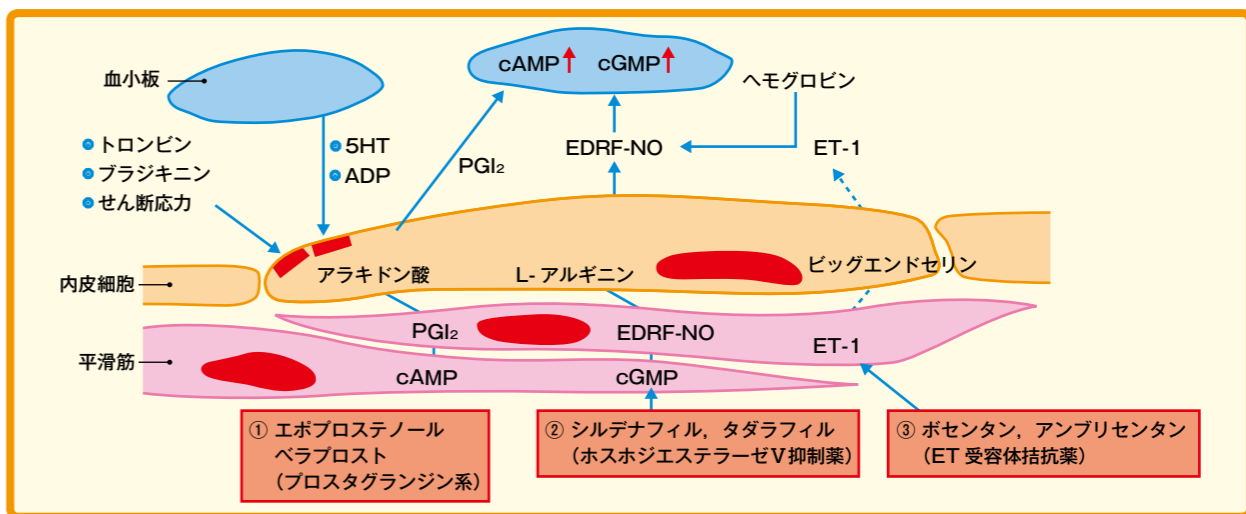 血小板
cAMP cGMP
ヘモグロビン
トロンビン
ブラジキニン
せん断応力
5HT
ADP
PGI₂
EDRF-NO
ET-1
アラキドン酸
L-アルギニン
ビッグエンドセリン
内皮細胞
PGI₂
EDRF-NO
ET-1
平滑筋
cAMP
cGMP
① エポプロステノール
ベラプロスト
（プロスタグランジン系）
② シルデナフィル，タダラフィル
（ホスホジエステラーゼⅤ抑制薬）
③ ボセンタン，アンブリセンタン
（ET 受容体拮抗薬）